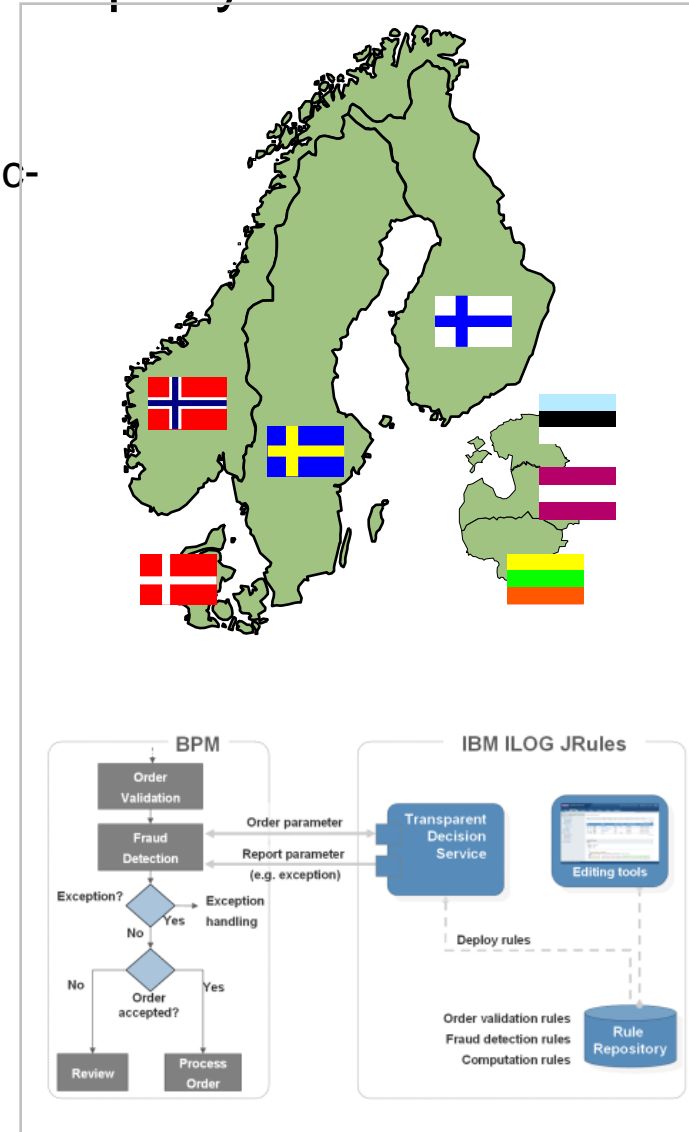 c-
BPM
IBM ILOG JRules
Order
Validation
Fraud
Detection
Order parameter
Report parameter
(e.g. exception)
Transparent
Decision
Service
Editing tools
Exception?
Yes
Exception
handling
No
Deploy rules
No
Order
accepted?
Yes
Order validation rules
Fraud detection rules
Computation rules
Rule
Repository
Review
Process
Order